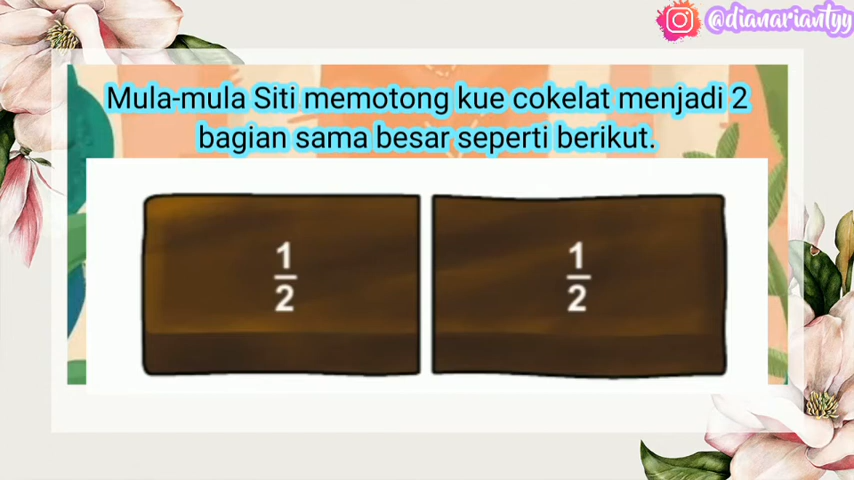 @dianariantyy
Mula-mula Siti memotong kue cokelat menjadi 2
bagian sama besar seperti berikut.
1 1
2 2